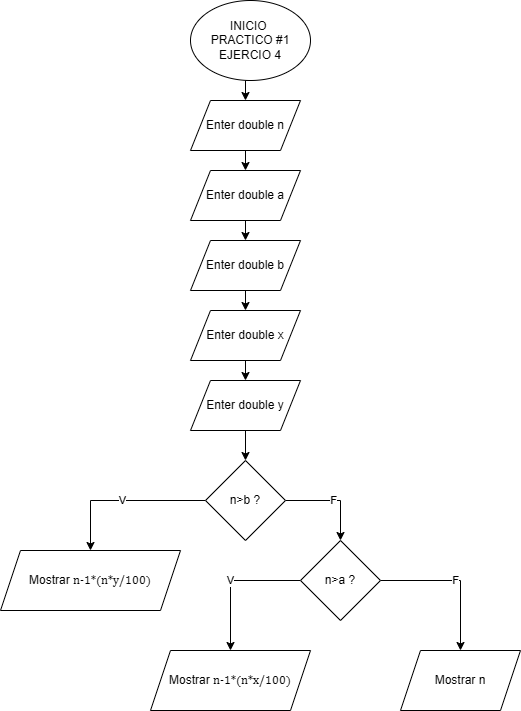 INICIO
PRACTICO #1
EJERCIO 4
Enter double n
Enter double a
Enter double b
Enter double x
Enter double y
n>b ?
V
F
Mostrar n-1*(n*y/100)
n>a ?
V
F
Mostrar n-1*(n*x/100)
Mostrar n